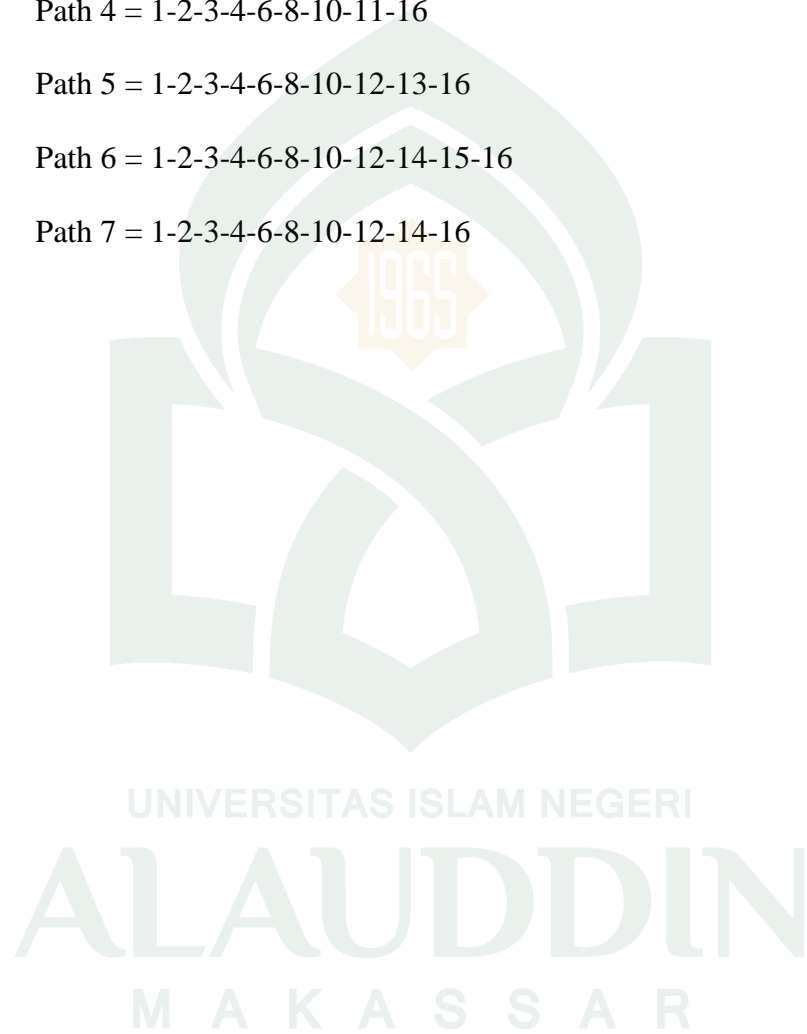 Path 4 = 1-2-3-4-6-8-10-11-16
Path 5 = 1-2-3-4-6-8-10-12-13-16
Path 6 = 1-2-3-4-6-8-10-12-14-15-16
Path 7 = 1-2-3-4-6-8-10-12-14-16
1965
UNIVERSITAS ISLAM NEGERI
ALAUDDIN
MAKASSAR